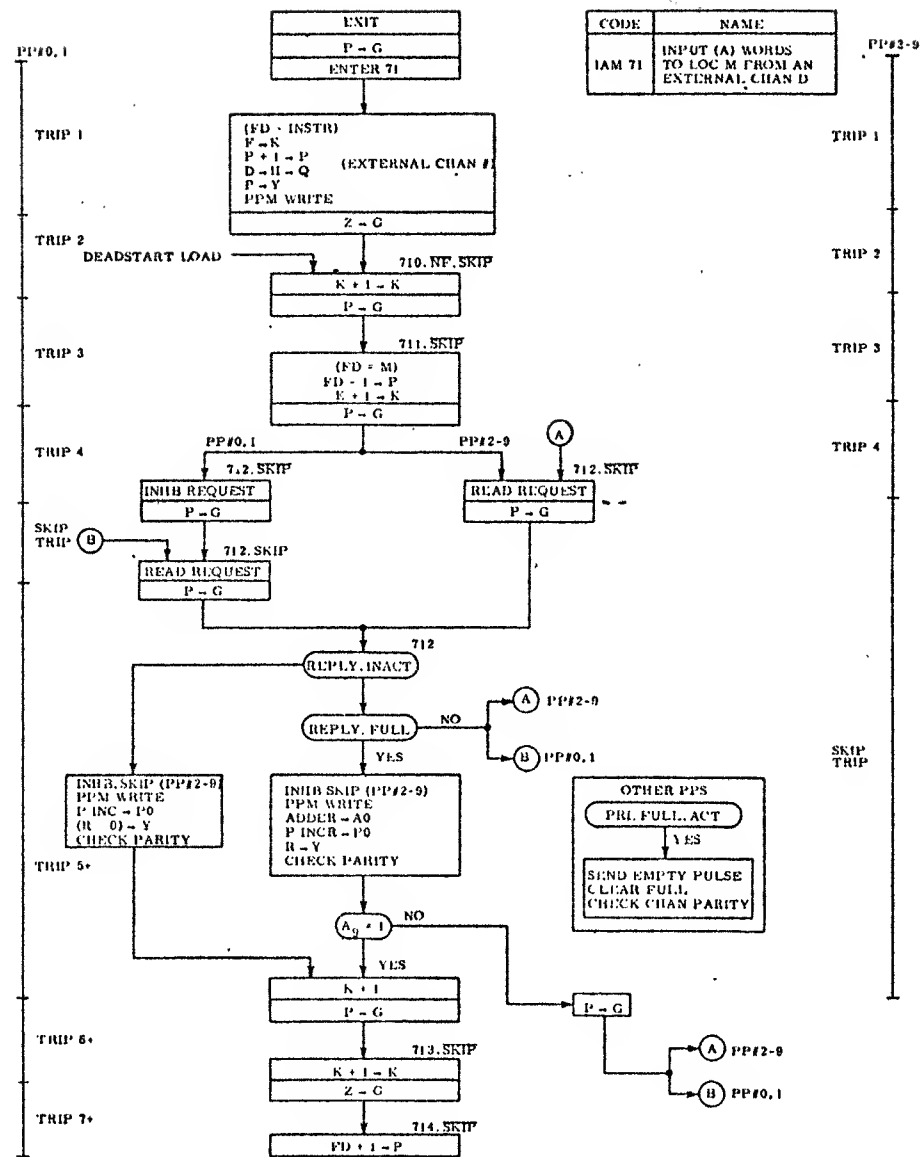 EXIT
P → G
ENTER 71
CODE NAME
IAM 71 INPUT (A) WORDS
TO LOC M FROM AN
EXTERNAL CHAN D
PP#0,1
PP#2-9
TRIP 1
(FD - INSTR)
F → K
P + 1 → P
D → H → Q
P → Y
PPM WRITE
(EXTERNAL CHAN #)
Z → G
TRIP 1
TRIP 2
DEADSTART LOAD
710.NF.SKIP
K + 1 → K
P → G
TRIP 2
TRIP 3
711.SKIP
(FD = M)
FD - 1 → P
K + 1 → K
P → G
TRIP 3
TRIP 4
PP#0,1
PP#2-9
A
TRIP 4
712.SKIP
INHB REQUEST
P → G
712.SKIP
READ REQUEST
P → G
SKIP
TRIP
B
712.SKIP
READ REQUEST
P → G
712
REPLY.INACT
REPLY.FULL
NO
A PP#2-9
B PP#0,1
YES
SKIP
TRIP
INHB.SKIP (PP#2-9)
PPM WRITE
P INC → P0
(R 0) → Y
CHECK PARITY
INHB SKIP (PP#2-9)
PPM WRITE
ADDER → A0
P INCR → P0
R → Y
CHECK PARITY
OTHER PPS
PRI.FULL.ACT
YES
SEND EMPTY PULSE
CLEAR FULL
CHECK CHAN PARITY
TRIP 5+
NO
YES
K + 1
P → G
P → G
TRIP 6+
713.SKIP
K + 1 → K
Z → G
A PP#2-9
B PP#0,1
TRIP 7+
714.SKIP
FD + 1 → P